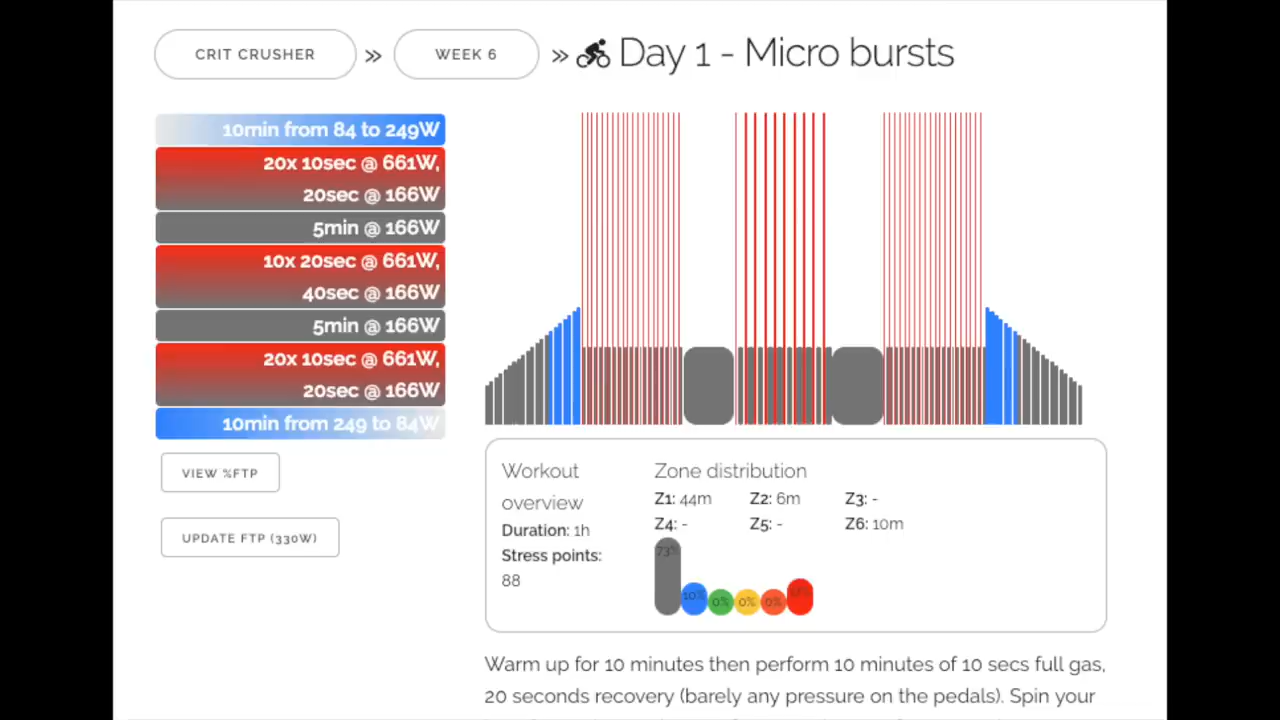 CRIT CRUSHER » WEEK 6 » Day 1 - Micro bursts
10min from 84 to 249W
20x 10sec @ 661W,
20sec @ 166W
5min @ 166W
10x 20sec @ 661W,
40sec @ 166W
5min @ 166W
20x 10sec @ 661W,
20sec @ 166W
10min from 249 to 84W
VIEW %FTP
UPDATE FTP (330W)
Workout
overview
Duration: 1h
Stress points:
88
Zone distribution
Z1: 44m Z2: 6m Z3: -
Z4: - Z5: - Z6: 10m
73%
10% 0% 0% 0%
Warm up for 10 minutes then perform 10 minutes of 10 secs full gas,
20 seconds recovery (barely any pressure on the pedals). Spin your